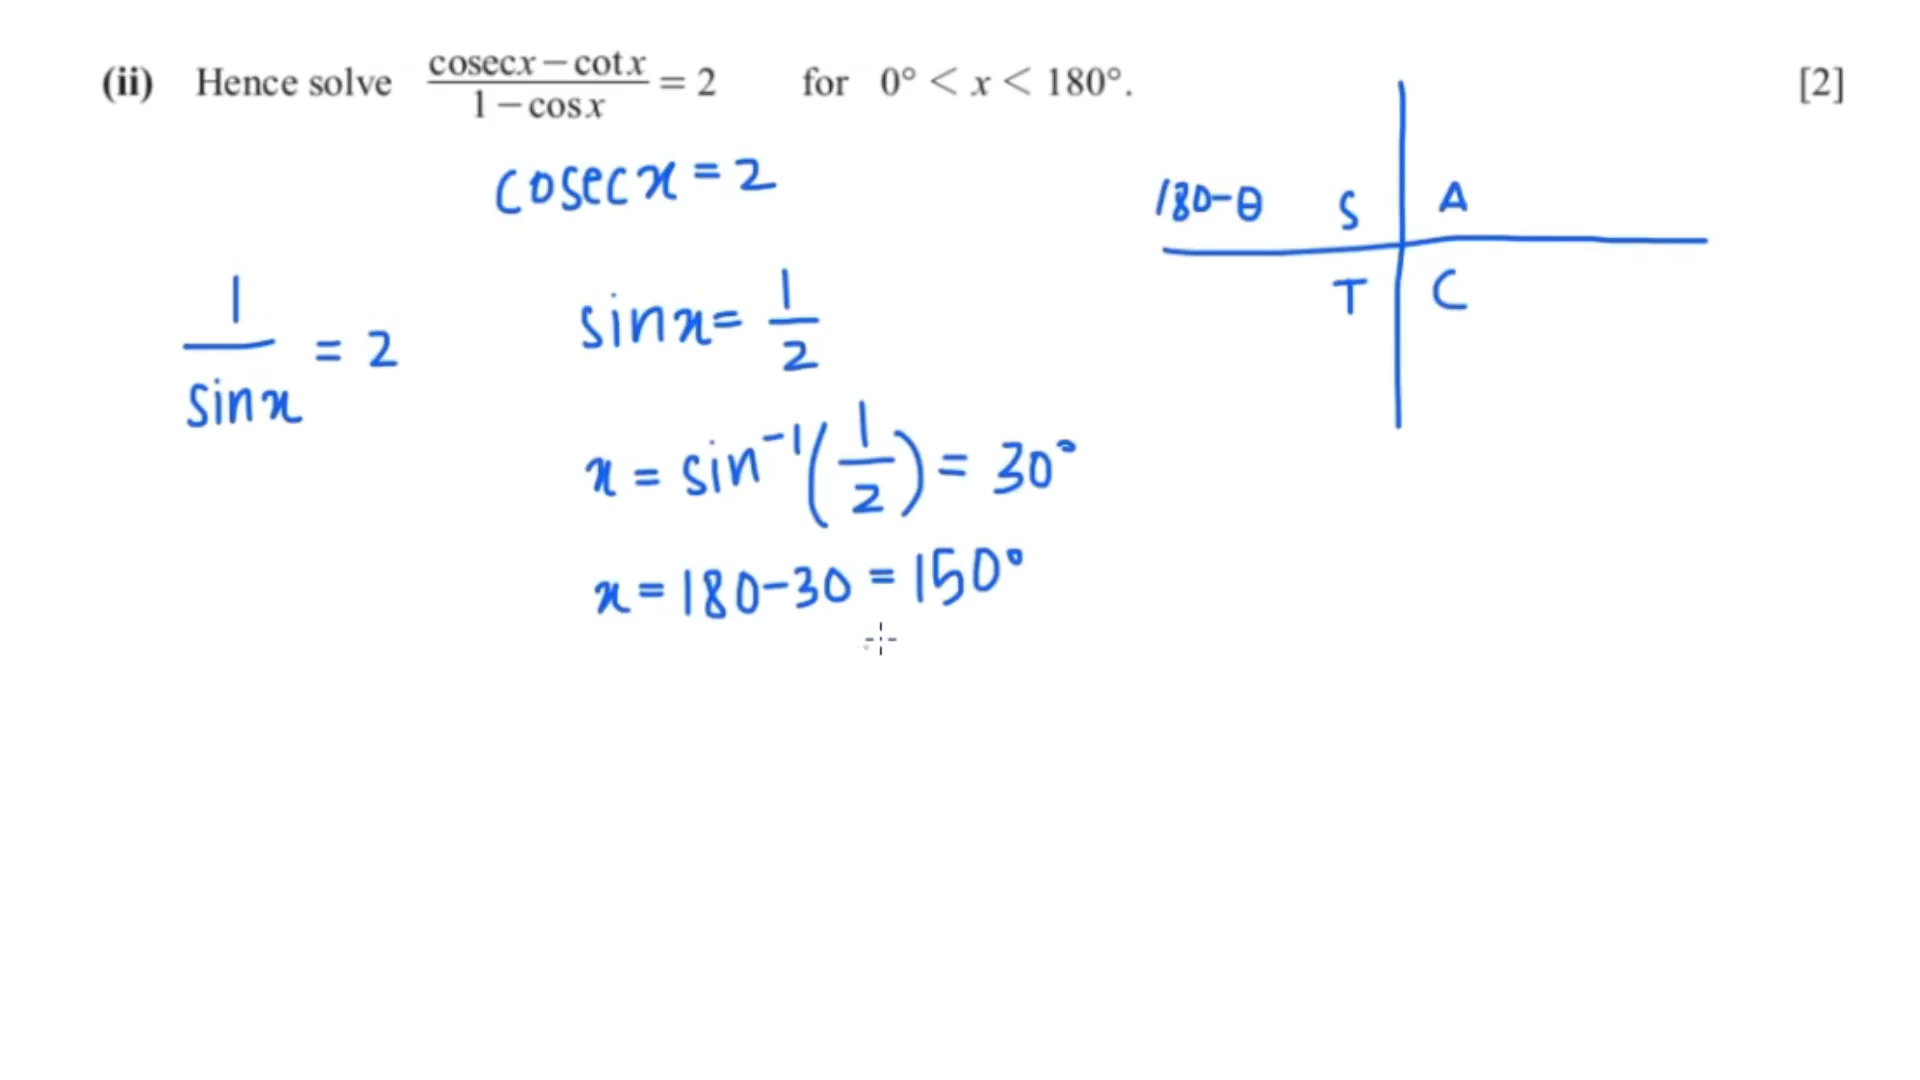 (ii) Hence solve (cosecx − cotx)/(1 − cosx) = 2 for 0° < x < 180°. [2]
cosecx = 2
180-θ S A
T C
1/sinx = 2
sinx = 1/2
x = sin⁻¹(1/2) = 30°
x = 180-30 = 150°